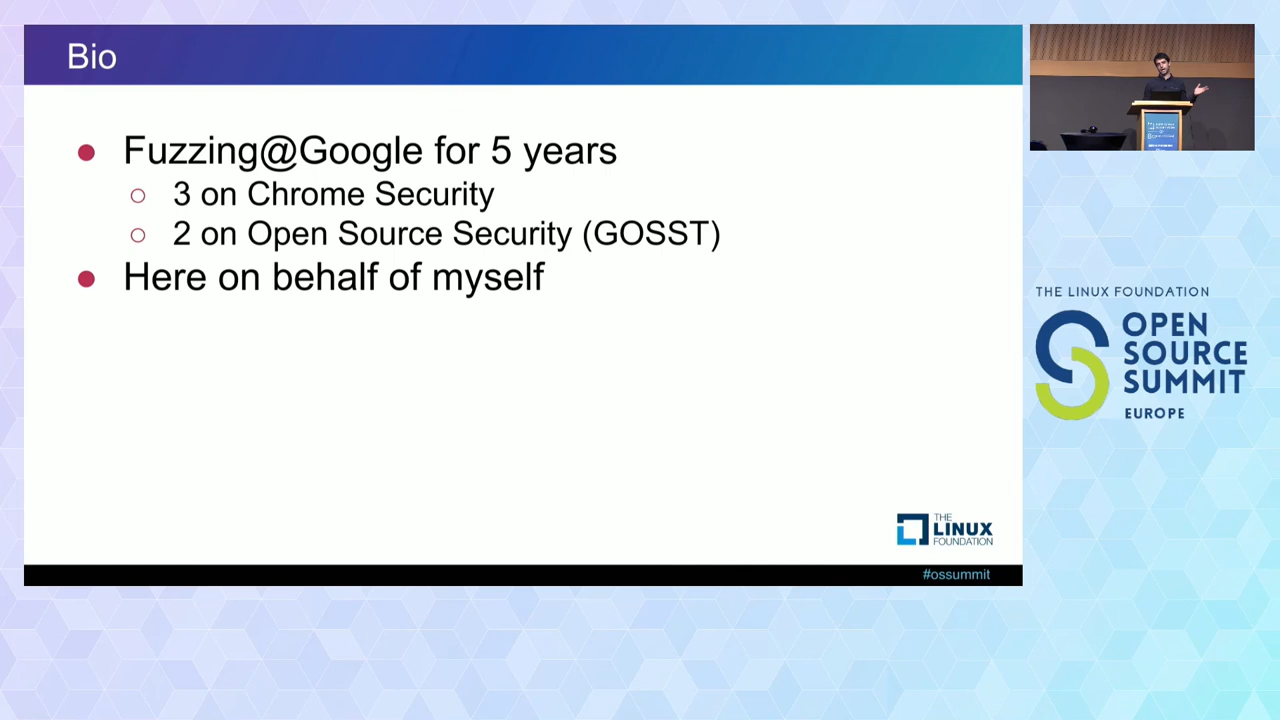 Bio
Fuzzing@Google for 5 years
3 on Chrome Security
2 on Open Source Security (GOSST)
Here on behalf of myself
THE
LINUX
FOUNDATION
#ossummit
THE LINUX FOUNDATION
OPEN
SOURCE
SUMMIT
EUROPE